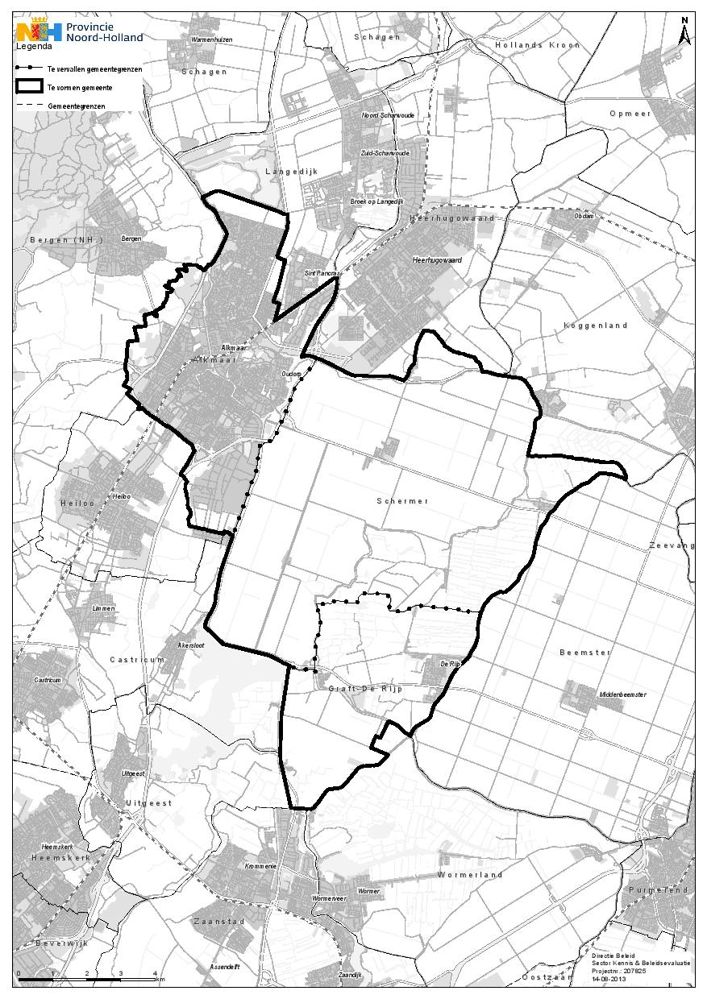 Provincie
Noord-Holland
Legenda
Te vervallen gemeentegrenzen
Te vormen gemeente
Gemeentegrenzen
N
Warmenhuizen
Schagen
Schagen
Hollands Kroon
Opmeer
Noord-Scharwoude
Zuid-Scharwoude
Langedijk
Broek op Langedijk
Heerhugowaard
Obdam
Bergen (NH.)
Bergen
Heerhugowaard
Sint Pancras
Koggenland
Alkmaar
Alkmaar
Oudorp
Heiloo
Heiloo
Schermer
Zeevang
Limmen
Akersloot
Castricum
Castricum
Beemster
De Rijp
Graft-De Rijp
Middenbeemster
Uitgeest
Uitgeest
Heemskerk
Heemskerk
Krommenie
Wormerland
Wormer
Wormerveer
Purmerend
Zaanstad
Beverwijk
Assendelft
Zaandijk
Oostzaan
0 1 2 3 4
km
Directie Beleid
Sector Kennis & Beleidsevaluatie
Projectnr.: 207825
14-08-2013